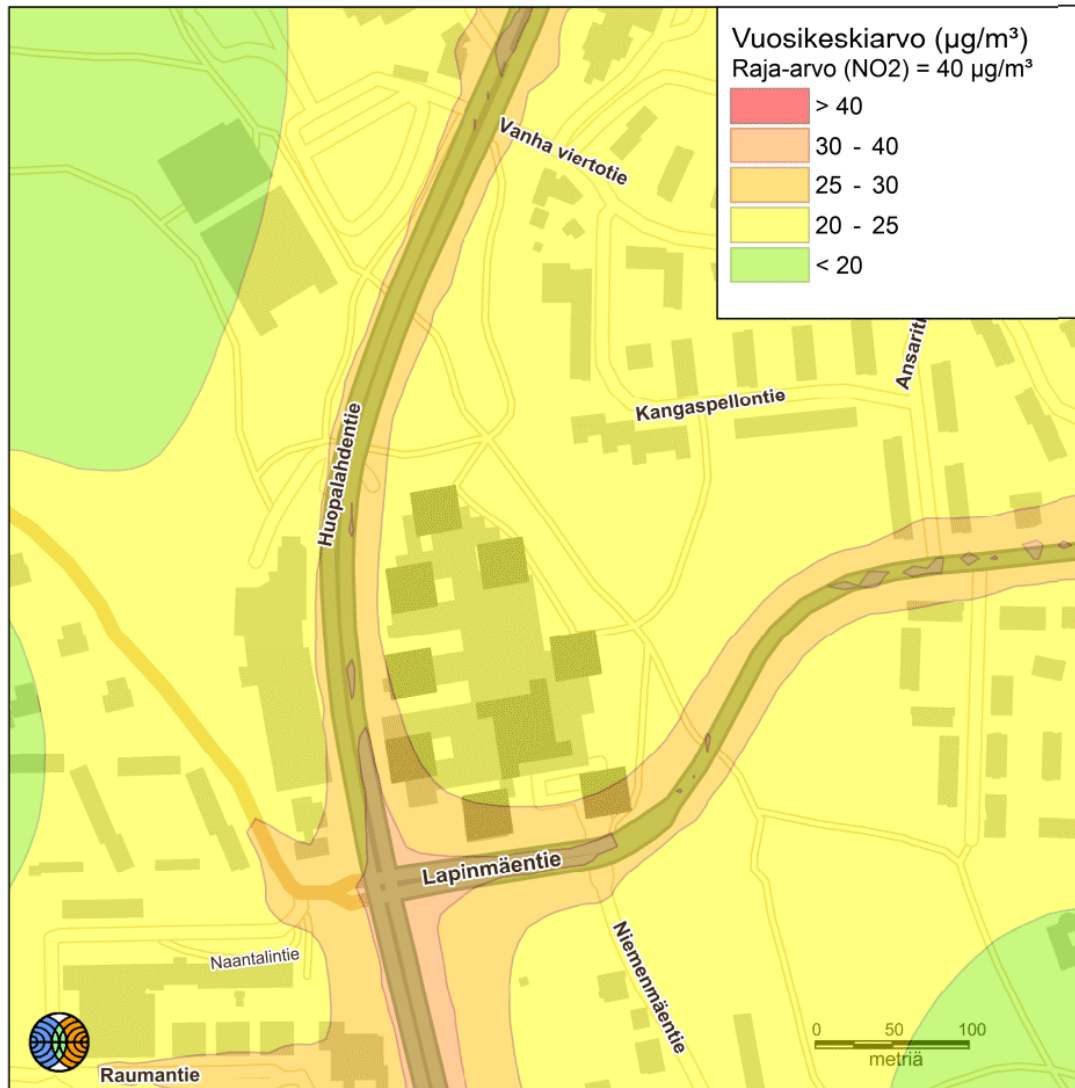 Vuosikeskiarvo (µg/m³)
Raja-arvo (NO2) = 40 µg/m³
> 40
30 - 40
25 - 30
20 - 25
< 20
Vanha viertotie
Ansariti
Kangaspellontie
Huopalahdentie
Lapinmäentie
Naantalintie
Niemenmäentie
0 50 100
metriä
Raumantie